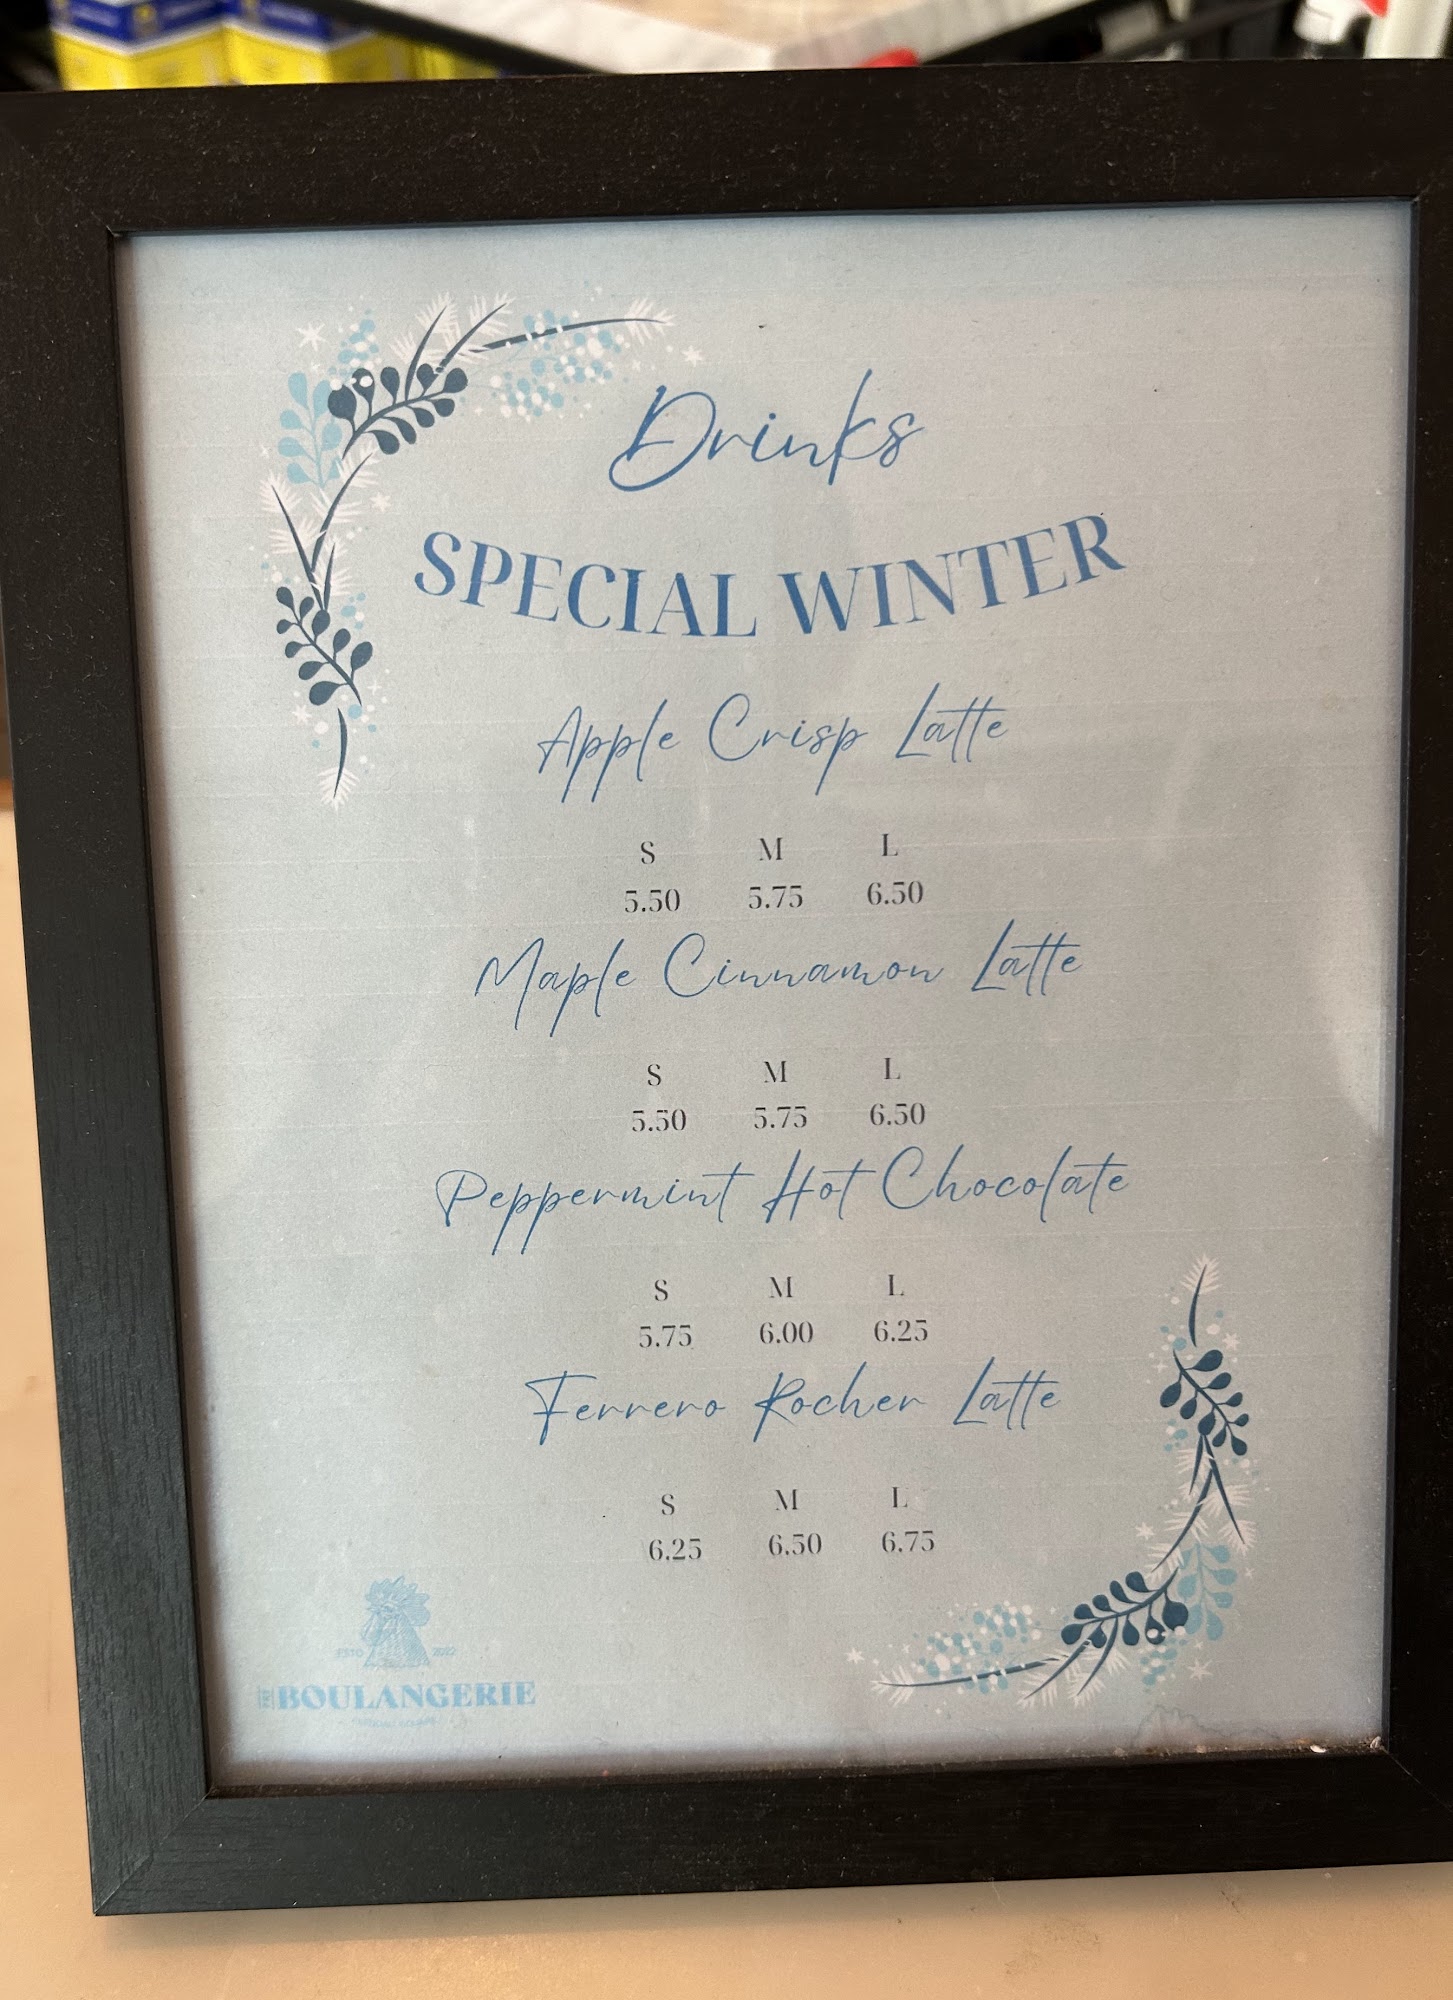 Drinks
SPECIAL WINTER
Apple Crisp Latte
S M L
5.50 5.75 6.50
Maple Cinnamon Latte
S M L
5.50 5.75 6.50
Peppermint Hot Chocolate
S M L
5.75 6.00 6.25
Ferrero Rocher Latte
S M L
6.25 6.50 6.75
ESTD 2022
BOULANGERIE